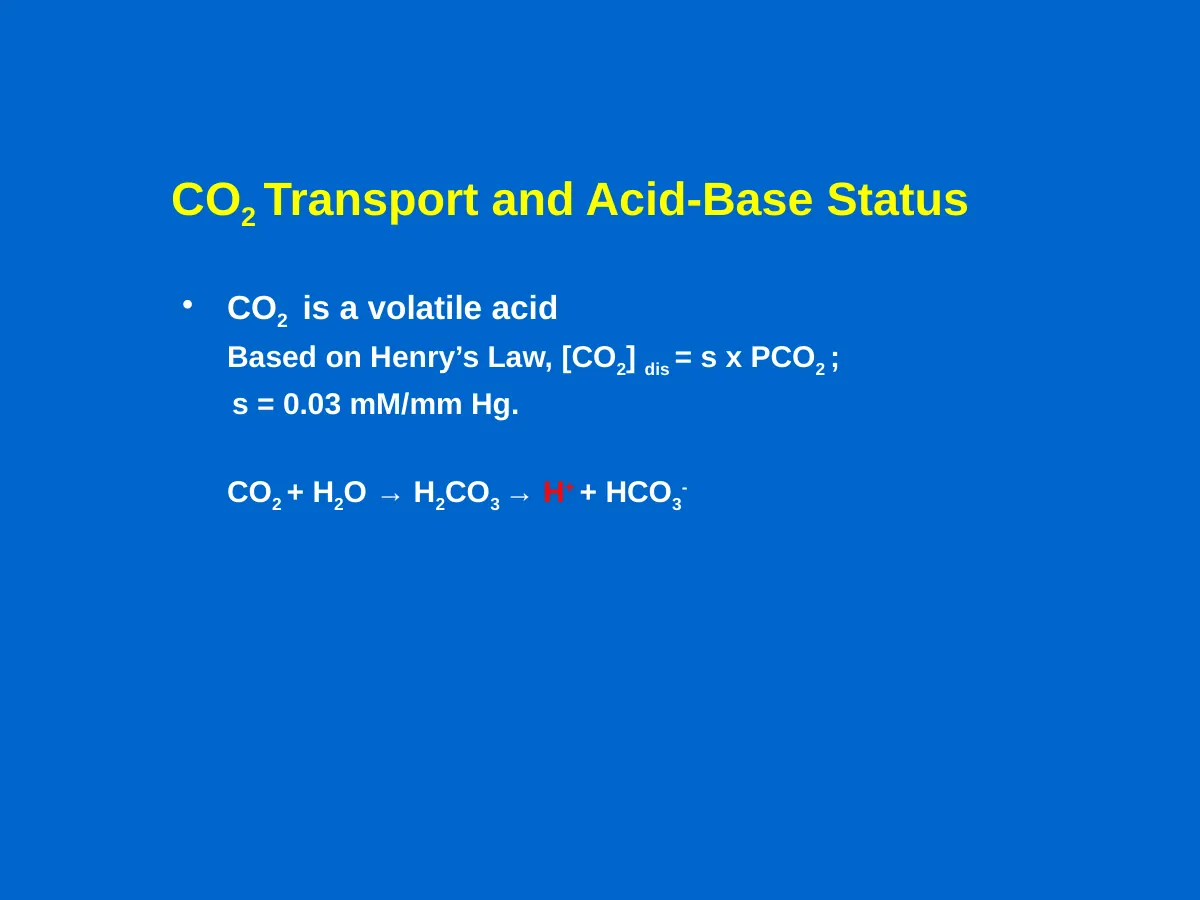 CO₂ Transport and Acid-Base Status
• CO₂ is a volatile acid
Based on Henry’s Law, [CO₂] dis = s x PCO₂ ;
s = 0.03 mM/mm Hg.
CO₂ + H₂O → H₂CO₃ → H⁺ + HCO₃⁻